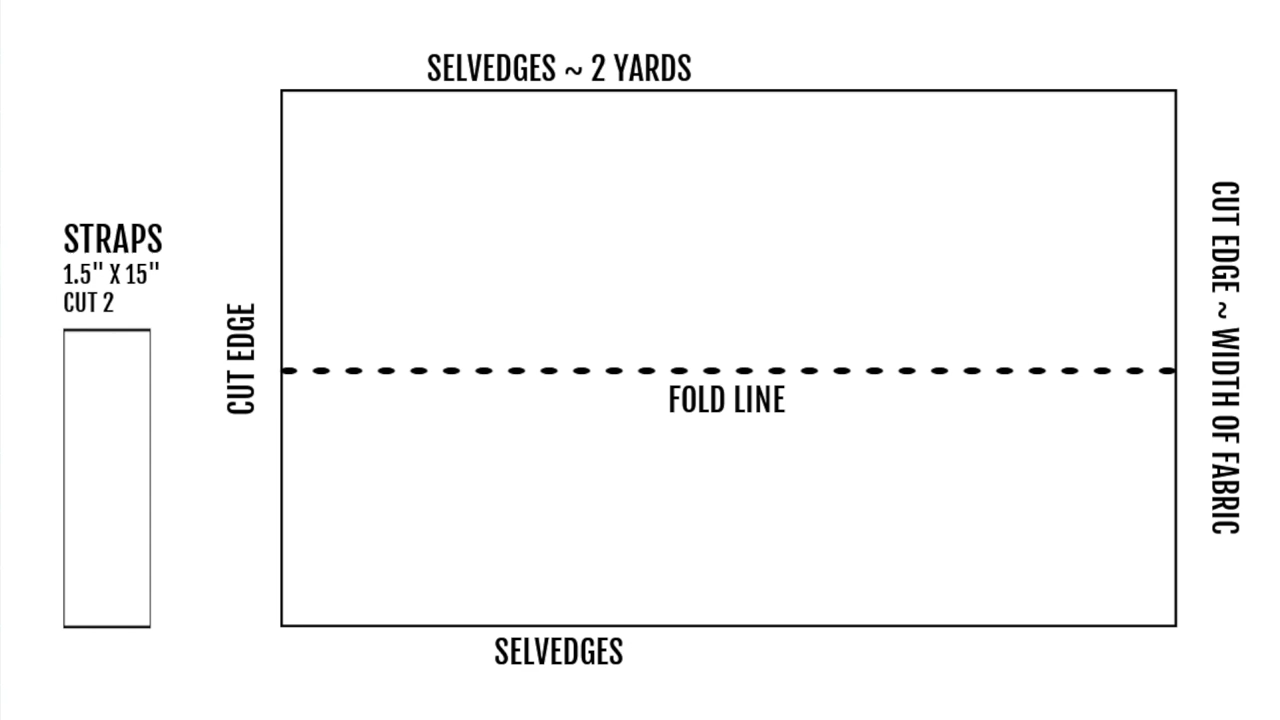 SELVEDGES ~ 2 YARDS
STRAPS
1.5" X 15"
CUT 2
CUT EDGE
FOLD LINE
CUT EDGE ~ WIDTH OF FABRIC
SELVEDGES